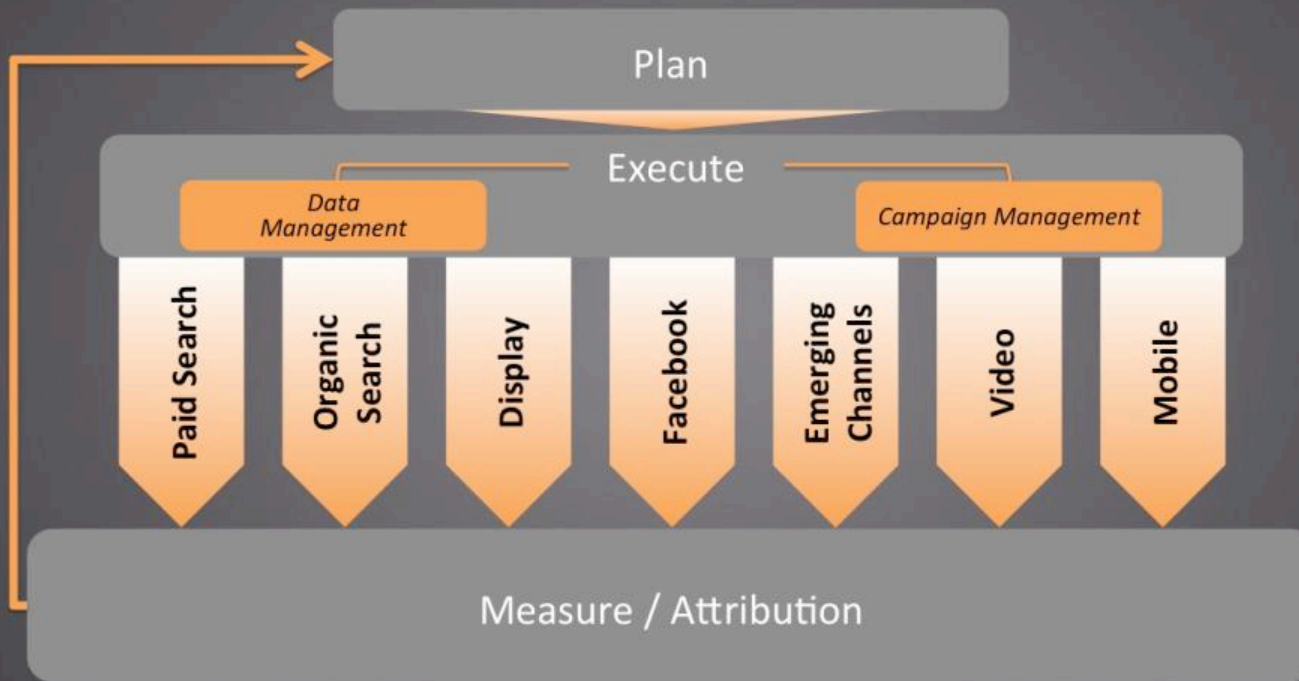 Plan
Execute
Data
Management
Campaign Management
Paid Search
Organic
Search
Display
Facebook
Emerging
Channels
Video
Mobile
Measure / Attribution